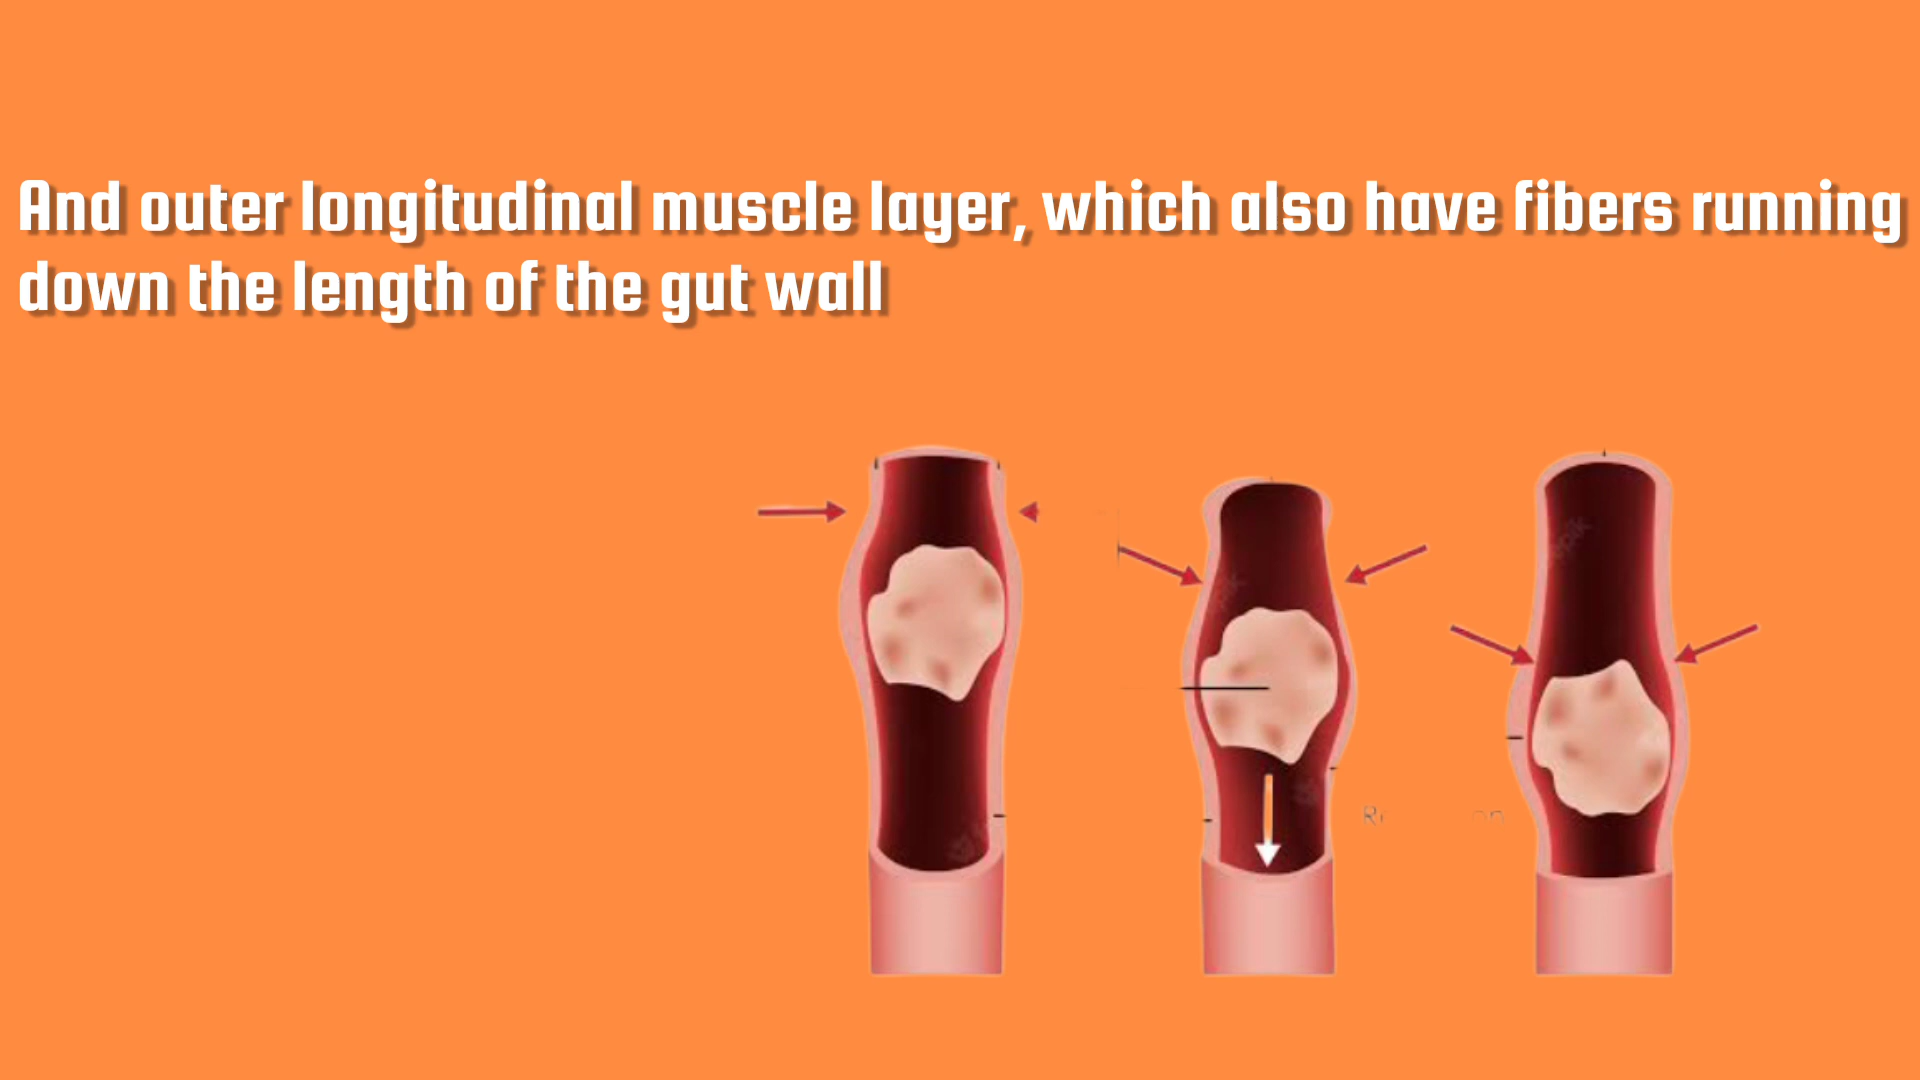 And outer longitudinal muscle layer, which also have fibers running
down the length of the gut wall